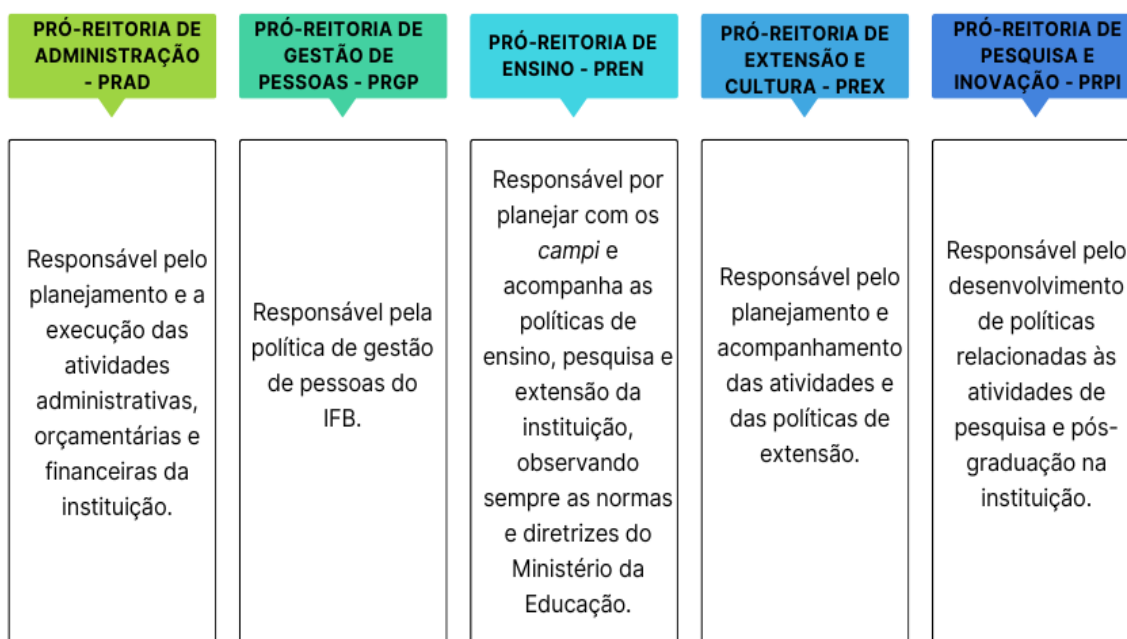 PRÓ-REITORIA DE
ADMINISTRAÇÃO
- PRAD
Responsável pelo
planejamento e a
execução das
atividades
administrativas,
orçamentárias e
financeiras da
instituição.
PRÓ-REITORIA DE
GESTÃO DE
PESSOAS - PRGP
Responsável pela
política de gestão
de pessoas do
IFB.
PRÓ-REITORIA DE
ENSINO - PREN
Responsável por
planejar com os
campi e
acompanha as
políticas de
ensino, pesquisa e
extensão da
instituição,
observando
sempre as normas
e diretrizes do
Ministério da
Educação.
PRÓ-REITORIA DE
EXTENSÃO E
CULTURA - PREX
Responsável pelo
planejamento e
acompanhamento
das atividades e
das políticas de
extensão.
PRÓ-REITORIA DE
PESQUISA E
INOVAÇÃO - PRPI
Responsável pelo
desenvolvimento
de políticas
relacionadas às
atividades de
pesquisa e pós-
graduação na
instituição.